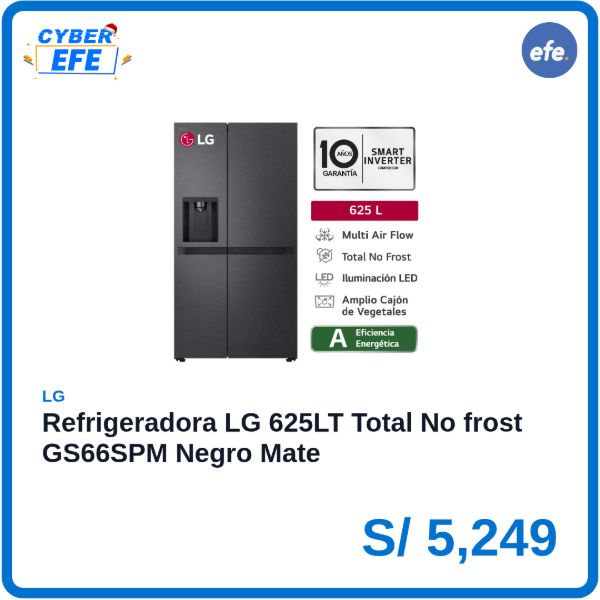 CYBER
EFE
efe.
LG
10
AÑOS
GARANTÍA
SMART
INVERTER
COMPRESSOR
625 L
Multi Air Flow
Total No Frost
LED
Iluminación LED
Amplio Cajón
de Vegetales
A
Eficiencia
Energética
LG
Refrigeradora LG 625LT Total No frost
GS66SPM Negro Mate
S/ 5,249